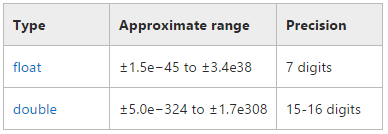 Type Approximate range Precision
float ±1.5e−45 to ±3.4e38 7 digits
double ±5.0e−324 to ±1.7e308 15-16 digits